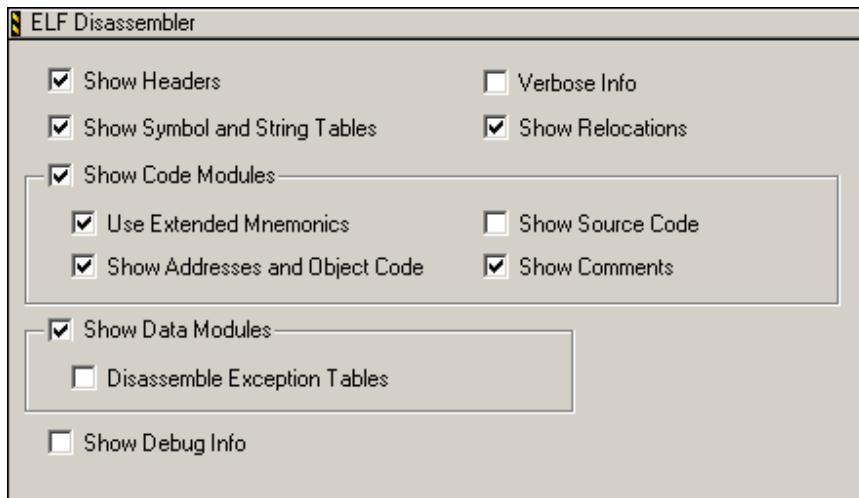 ELF Disassembler
Show Headers
Verbose Info
Show Symbol and String Tables
Show Relocations
Show Code Modules
Use Extended Mnemonics
Show Source Code
Show Addresses and Object Code
Show Comments
Show Data Modules
Disassemble Exception Tables
Show Debug Info